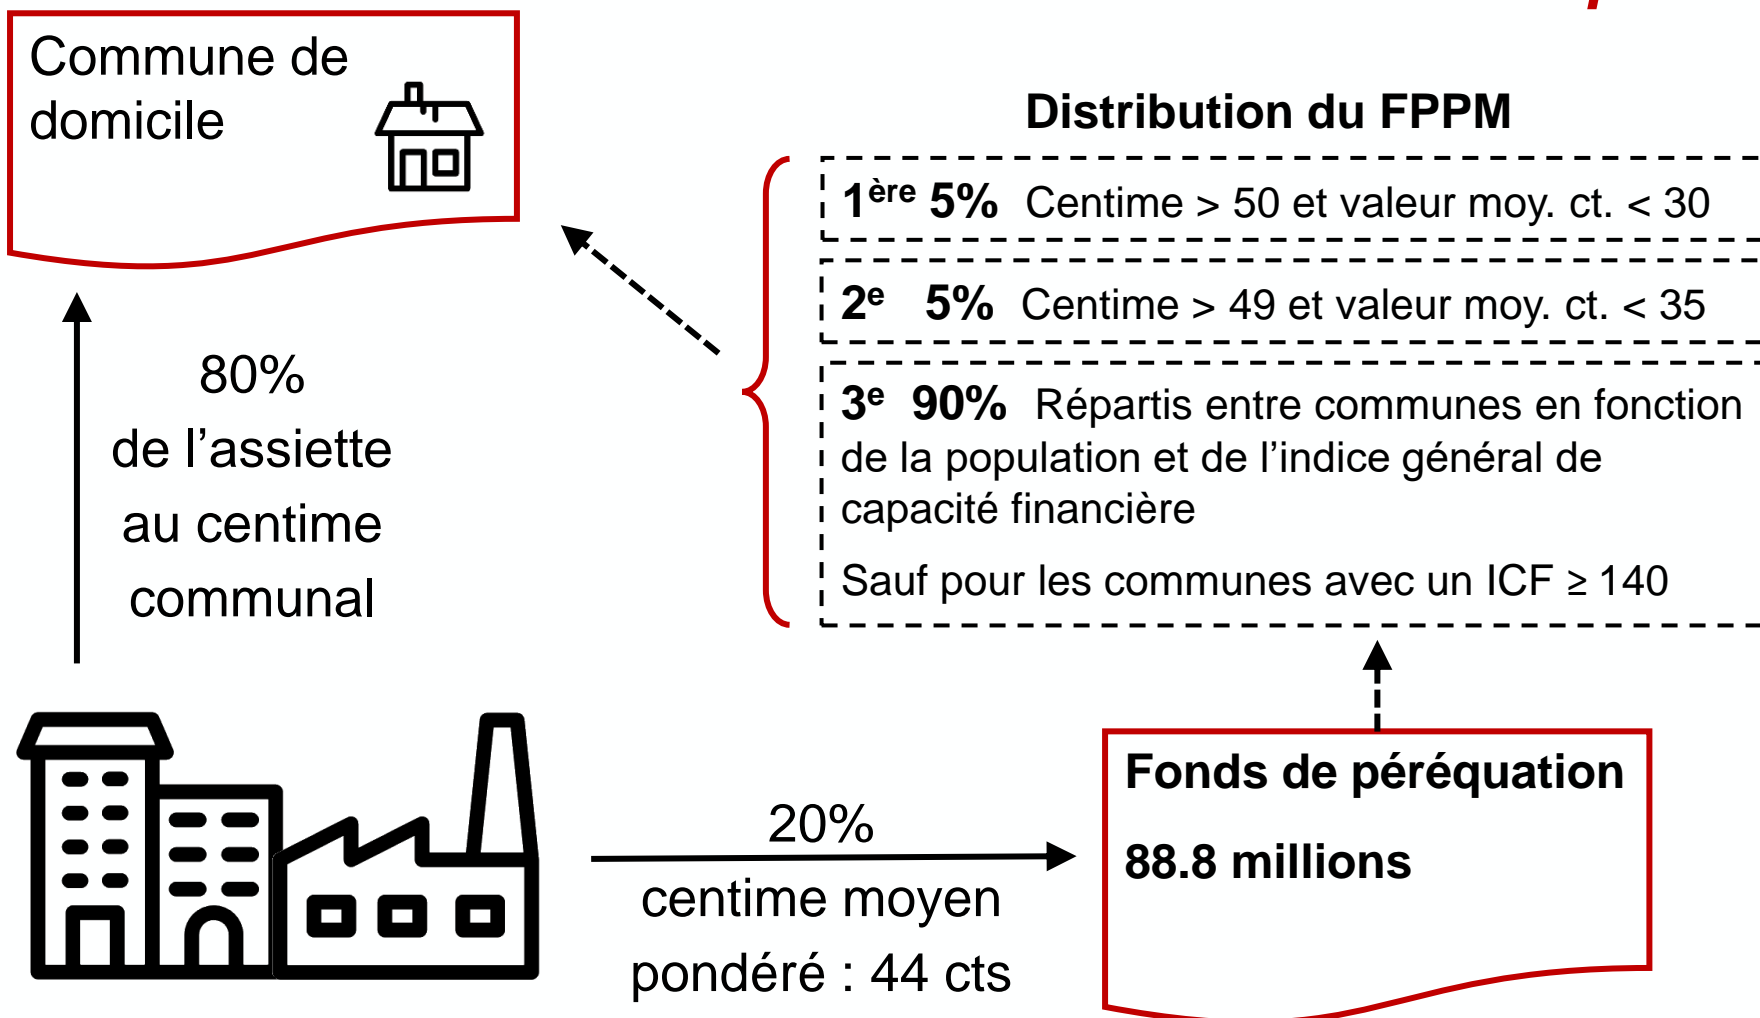 Commune de
domicile
Distribution du FPPM
1ère 5% Centime > 50 et valeur moy. ct. < 30
2e 5% Centime > 49 et valeur moy. ct. < 35
3e 90% Répartis entre communes en fonction
de la population et de l’indice général de
capacité financière
Sauf pour les communes avec un ICF ≥ 140
80%
de l’assiette
au centime
communal
20%
centime moyen
pondéré : 44 cts
Fonds de péréquation
88.8 millions